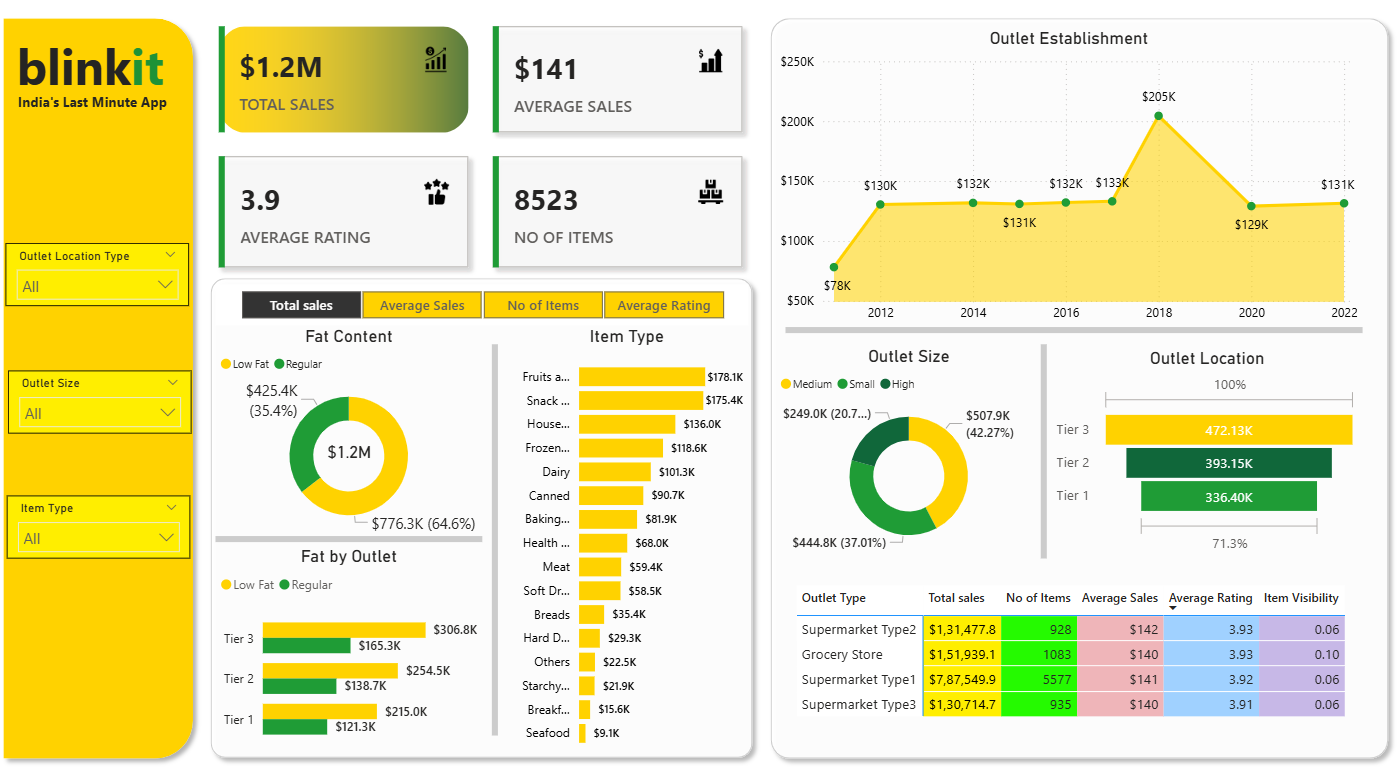 blinkit
India's Last Minute App
Outlet Location Type
All
Outlet Size
All
Item Type
All
$1.2M
TOTAL SALES
$141
AVERAGE SALES
3.9
AVERAGE RATING
8523
NO OF ITEMS
Total sales
Average Sales
No of Items
Average Rating
Fat Content
Low Fat
Regular
$425.4K
(35.4%)
$1.2M
$776.3K (64.6%)
Fat by Outlet
Low Fat
Regular
Tier 3
$306.8K
$165.3K
Tier 2
$254.5K
$138.7K
Tier 1
$215.0K
$121.3K
Item Type
Fruits a...
$178.1K
Snack ...
$175.4K
House...
$136.0K
Frozen...
$118.6K
Dairy
$101.3K
Canned
$90.7K
Baking...
$81.9K
Health ...
$68.0K
Meat
$59.4K
Soft Dr...
$58.5K
Breads
$35.4K
Hard D...
$29.3K
Others
$22.5K
Starchy...
$21.9K
Breakf...
$15.6K
Seafood
$9.1K
Outlet Establishment
$250K
$200K
$150K
$100K
$50K
$78K
$130K
$132K
$131K
$132K
$133K
$205K
$129K
$131K
2012
2014
2016
2018
2020
2022
Outlet Size
Medium
Small
High
$249.0K (20.7...)
$507.9K
(42.27%)
$444.8K (37.01%)
Outlet Location
100%
Tier 3
472.13K
Tier 2
393.15K
Tier 1
336.40K
71.3%
Outlet Type Total sales No of Items Average Sales Average Rating Item Visibility
Supermarket Type2 $1,31,477.8 928 $142 3.93 0.06
Grocery Store $1,51,939.1 1083 $140 3.93 0.10
Supermarket Type1 $7,87,549.9 5577 $141 3.92 0.06
Supermarket Type3 $1,30,714.7 935 $140 3.91 0.06